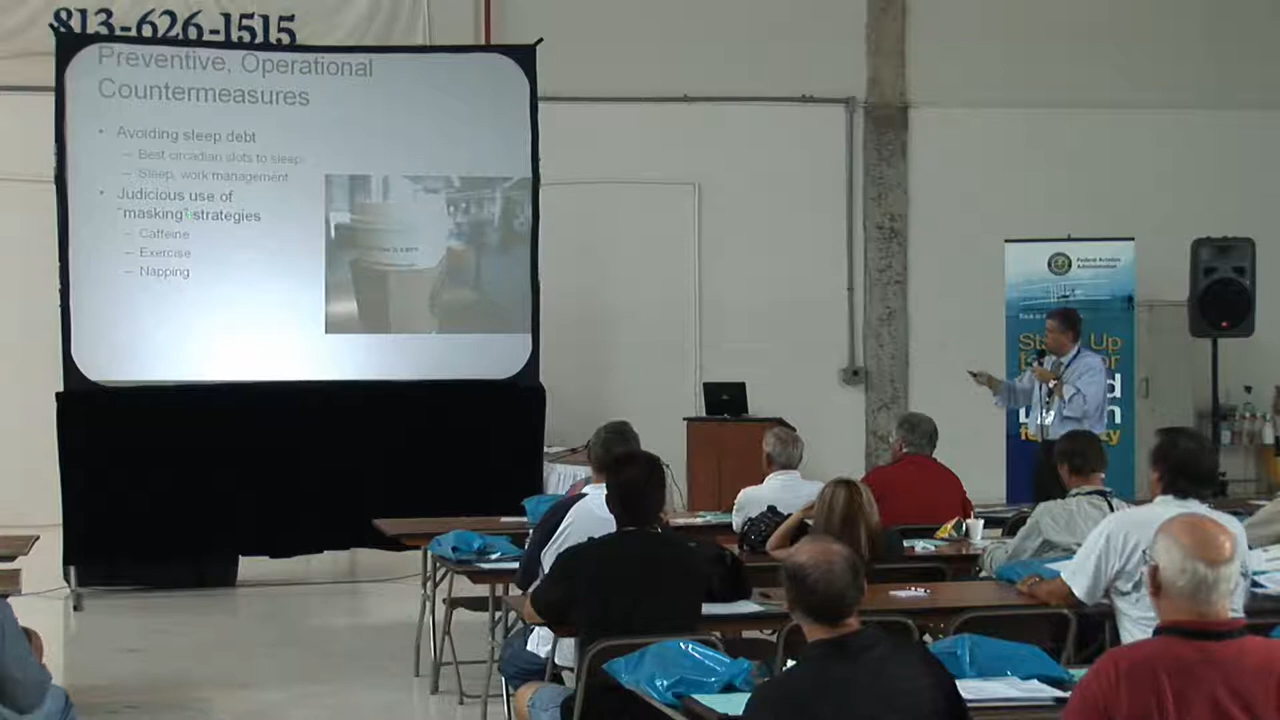 813-626-1515
Preventive, Operational
Countermeasures
• Avoiding sleep debt
– Best circadian slots to sleep
– Sleep, work management
• Judicious use of
"masking" strategies
– Caffeine
– Exercise
– Napping
Federal Aviation
Administration